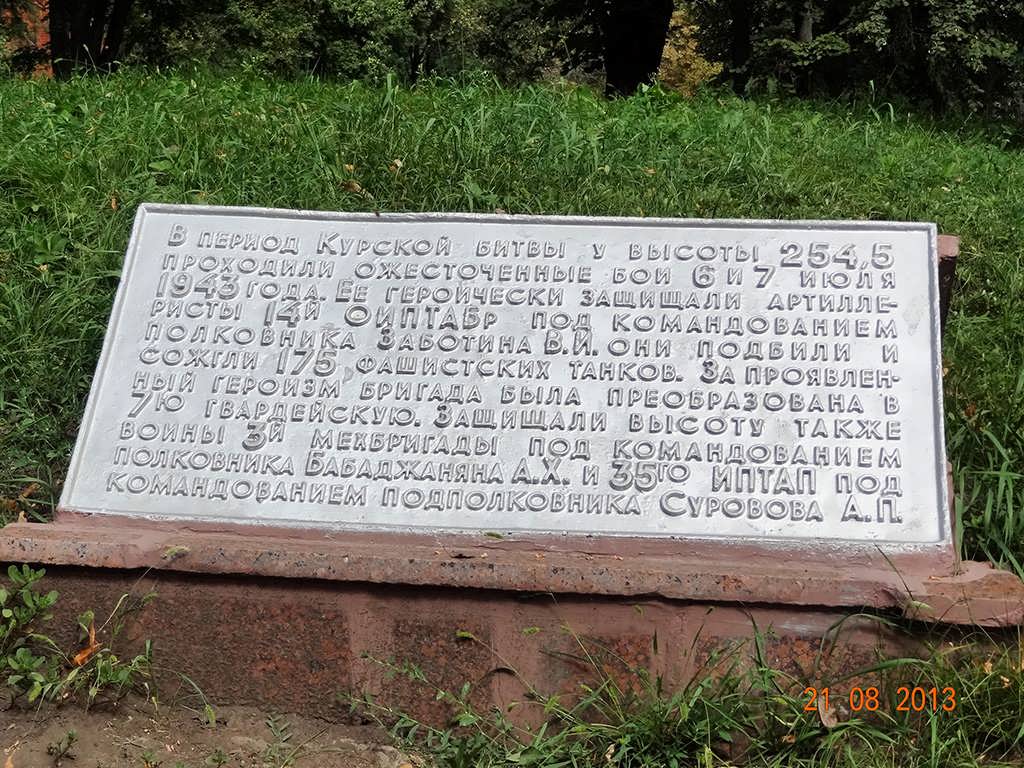 В период Курской битвы у высоты 254,5
проходили ожесточенные бои 6 и 7 июля
1943 года. Ее героически защищали артилле-
ристы 14й ОИПТАБР под командованием
полковника Заботина В.Й. они подбили и
сожгли 175 фашистских танков. За проявлен-
ный героизм бригада была преобразована в
7ю гвардейскую. Защищали высоту также
воины 3й мехбригады под командованием
полковника Бабаджаняна А.Х. и 35го ИПТАП под
командованием подполковника Суровова А.П.
21 08 2013